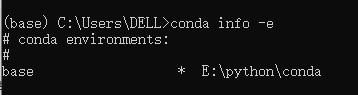 (base) C:\Users\DELL>conda info -e
# conda environments:
#
base                  *  E:\python\conda